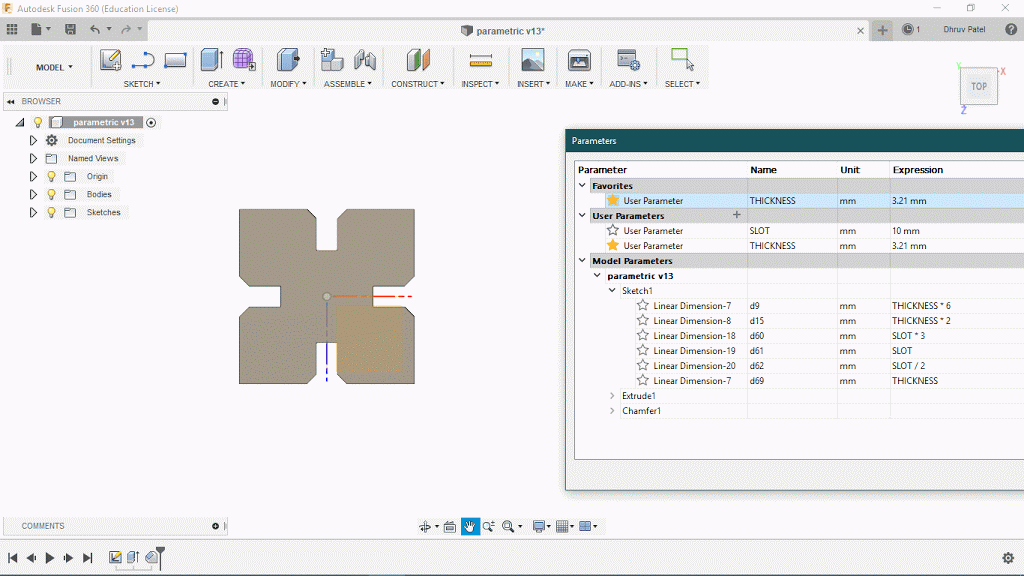 Autodesk Fusion 360 (Education License)
parametric v13*
1
Dhruv Patel
MODEL
SKETCH
CREATE
MODIFY
ASSEMBLE
CONSTRUCT
INSPECT
INSERT
MAKE
ADD-INS
SELECT
BROWSER
parametric v13
Document Settings
Named Views
Origin
Bodies
Sketches
Y
X
TOP
Z
Parameters
Parameter Name Unit Expression
Favorites
User Parameter THICKNESS mm 3.21 mm
User Parameters +
User Parameter SLOT mm 10 mm
User Parameter THICKNESS mm 3.21 mm
Model Parameters
parametric v13
Sketch1
Linear Dimension-7 d9 mm THICKNESS * 6
Linear Dimension-8 d15 mm THICKNESS * 2
Linear Dimension-18 d60 mm SLOT * 3
Linear Dimension-19 d61 mm SLOT
Linear Dimension-20 d62 mm SLOT / 2
Linear Dimension-7 d69 mm THICKNESS
Extrude1
Chamfer1
COMMENTS